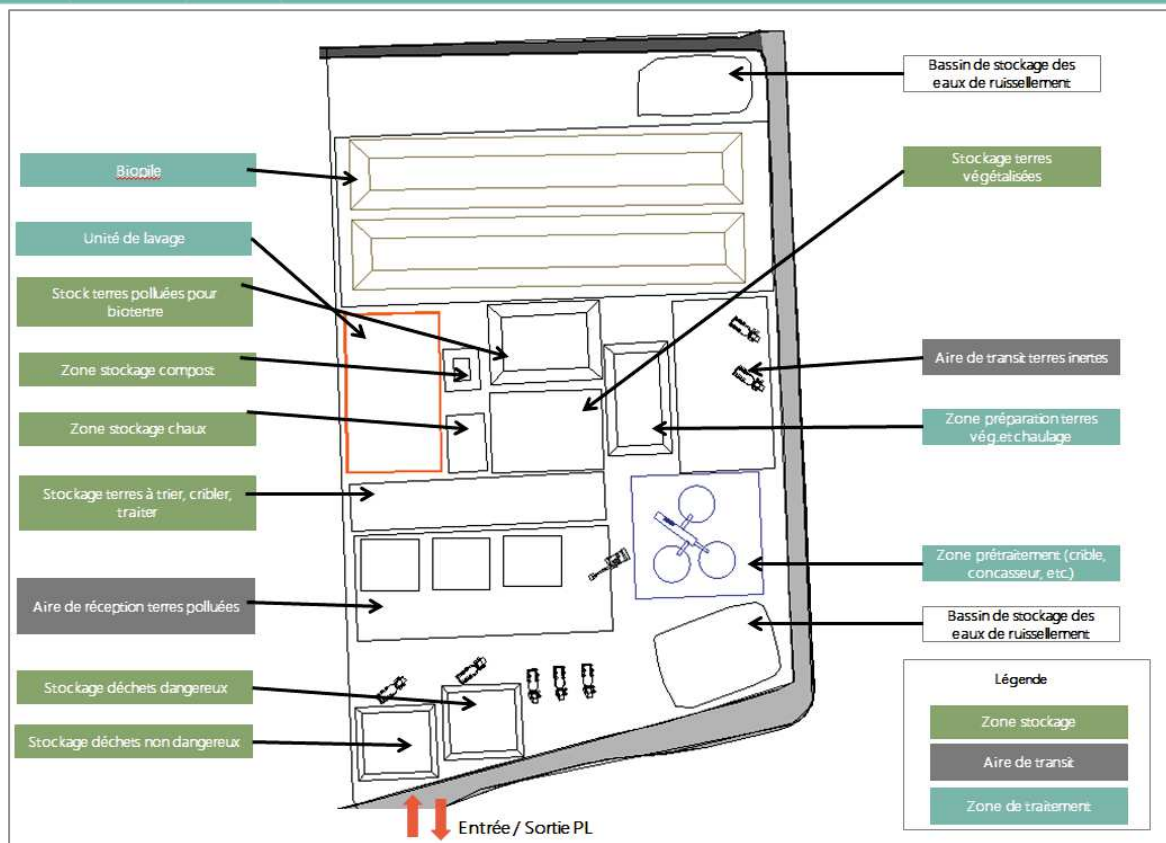 Biopile
Unité de lavage
Stock terres polluées pour
biotertre
Zone stockage compost
Zone stockage chaux
Stockage terres à trier, cribler,
traiter
Aire de réception terres polluées
Stockage déchets dangereux
Stockage déchets non dangereux
Bassin de stockage des
eaux de ruissellement
Stockage terres
végétalisées
Aire de transit terres inertes
Zone préparation terres
vég.et chaulage
Zone prétraitement (crible,
concasseur, etc.)
Bassin de stockage des
eaux de ruissellement
Légende
Zone stockage
Aire de transit
Zone de traitement
Entrée / Sortie PL